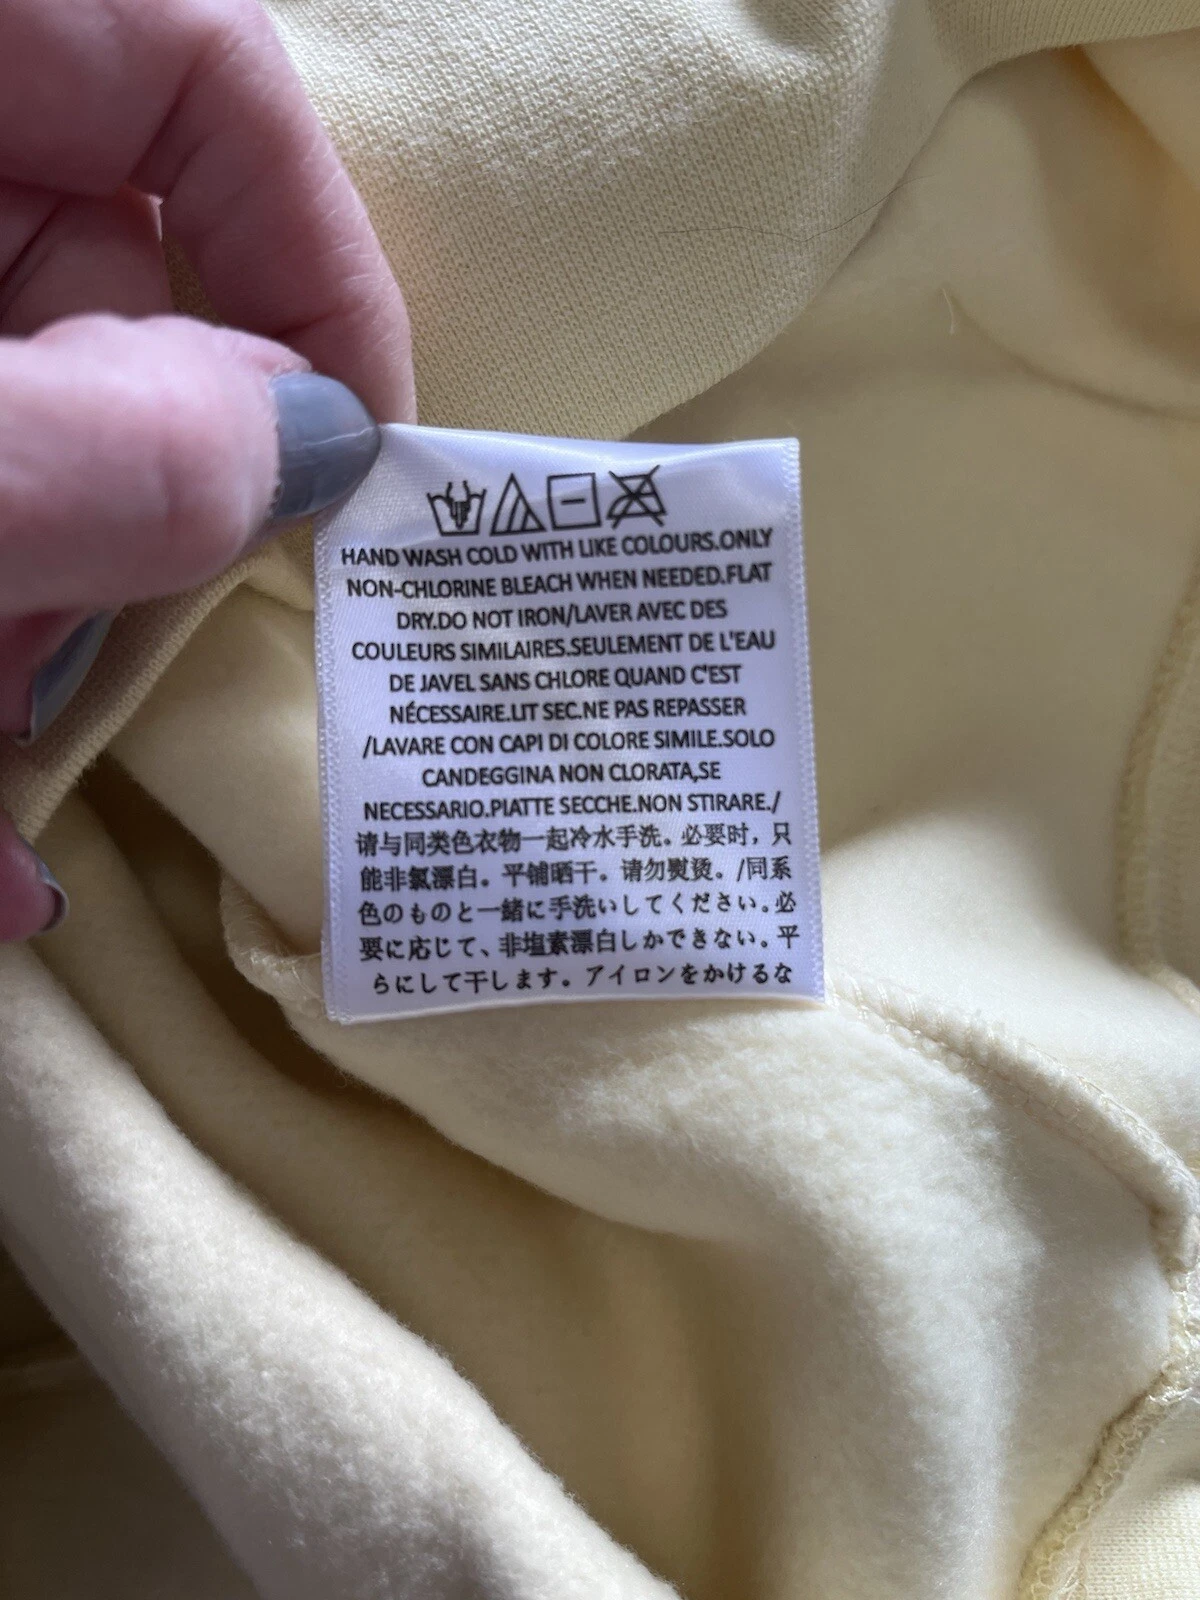 HAND WASH COLD WITH LIKE COLOURS.ONLY
NON-CHLORINE BLEACH WHEN NEEDED.FLAT
DRY.DO NOT IRON/LAVER AVEC DES
COULEURS SIMILAIRES.SEULEMENT DE L'EAU
DE JAVEL SANS CHLORE QUAND C'EST
NÉCESSAIRE.LIT SEC.NE PAS REPASSER
/LAVARE CON CAPI DI COLORE SIMILE.SOLO
CANDEGGINA NON CLORATA,SE
NECESSARIO.PIATTE SECCHE.NON STIRARE./
请与同类色衣物一起冷水手洗。必要时，只
能非氯漂白。平铺晒干。请勿熨烫。/同系
色のものと一緒に手洗いしてください。必
要に応じて、非塩素漂白しかできない。平
らにして干します。アイロンをかけるな